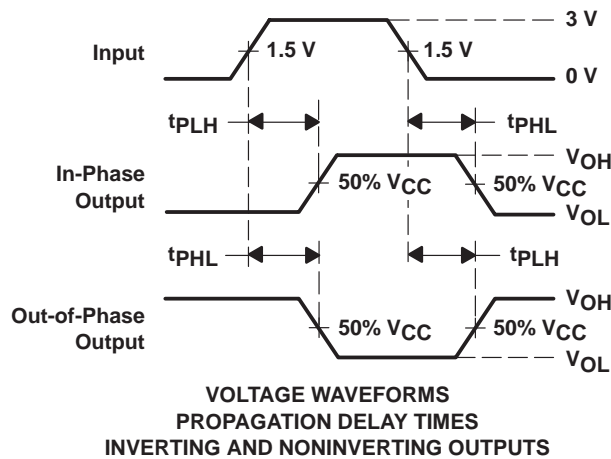 3 V
Input
1.5 V
1.5 V
0 V
tPLH
tPHL
VOH
In-Phase
Output
50% VCC
50% VCC
VOL
tPHL
tPLH
VOH
Out-of-Phase
Output
50% VCC
50% VCC
VOL
VOLTAGE WAVEFORMS
PROPAGATION DELAY TIMES
INVERTING AND NONINVERTING OUTPUTS